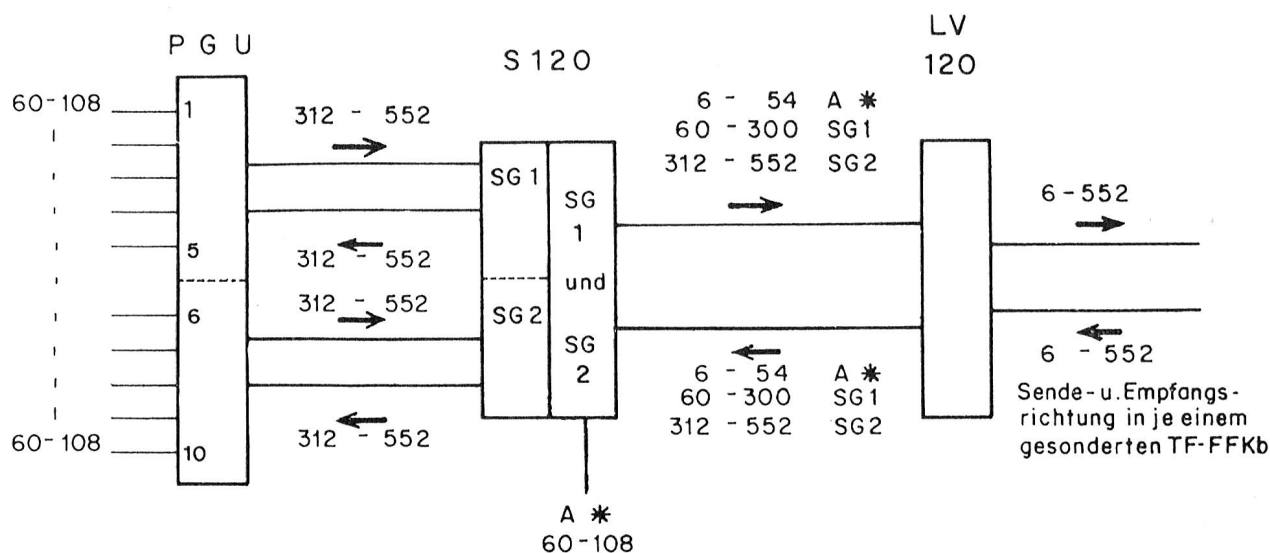 P G U
60-108
1
5
6
10
60-108
312 - 552
312 - 552
312 - 552
312 - 552
S 120
SG 1
SG 2
SG
1
und
SG
2
A *
60-108
6 - 54 A *
60 - 300 SG1
312 - 552 SG2
6 - 54 A *
60 - 300 SG1
312 - 552 SG2
LV
120
6-552
6 - 552
Sende- u. Empfangs-
richtung in je einem
gesonderten TF-FFKb